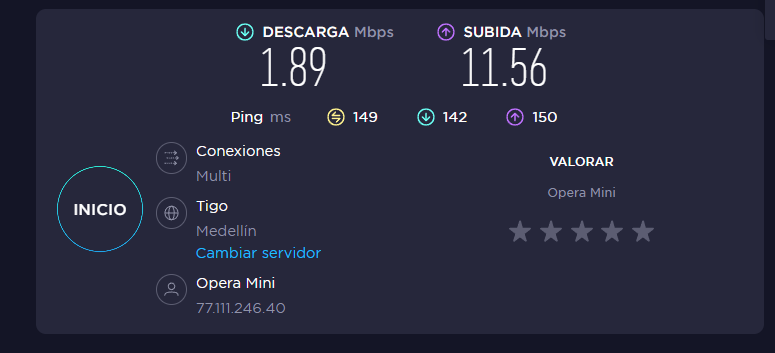 DESCARGA Mbps
1.89
SUBIDA Mbps
11.56
Ping ms 149 142 150
INICIO
Conexiones
Multi
Tigo
Medellín
Cambiar servidor
Opera Mini
77.111.246.40
VALORAR
Opera Mini